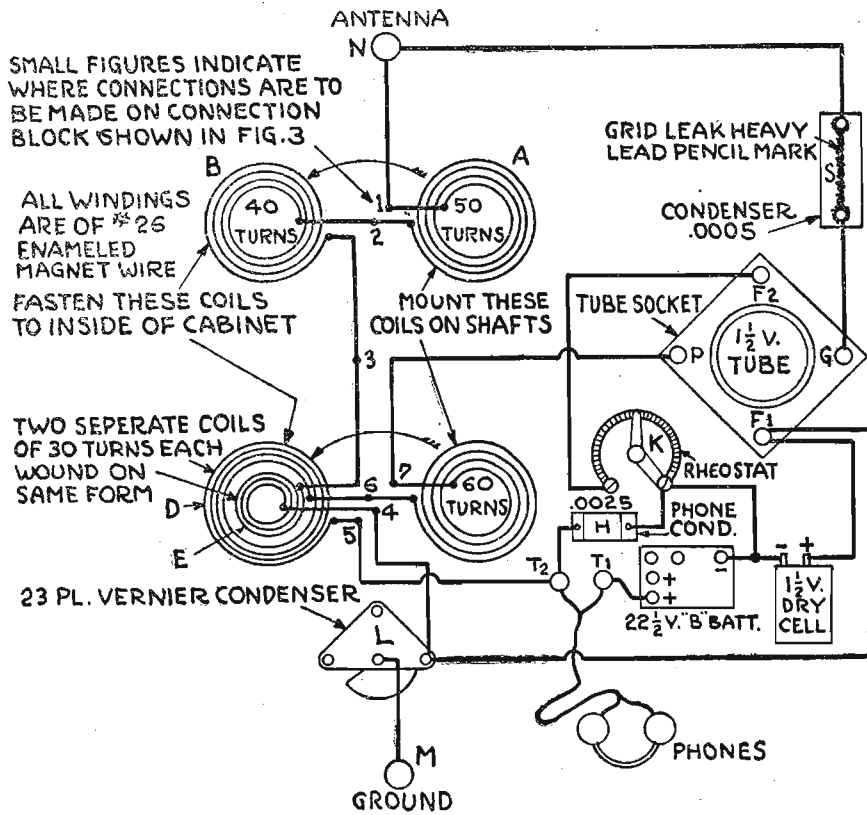 ANTENNA
N
SMALL FIGURES INDICATE
WHERE CONNECTIONS ARE TO
BE MADE ON CONNECTION
BLOCK SHOWN IN FIG.3
GRID LEAK HEAVY
LEAD PENCIL MARK
S
CONDENSER
.0005
B
A
40
TURNS
1
2
50
TURNS
ALL WINDINGS
ARE OF #26
ENAMELED
MAGNET WIRE
FASTEN THESE COILS
TO INSIDE OF CABINET
MOUNT THESE
COILS ON SHAFTS
TUBE SOCKET
F2
P
1½ V.
TUBE
G
F1
3
TWO SEPERATE COILS
OF 30 TURNS EACH
WOUND ON
SAME FORM
D
E
6
4
5
7
60
TURNS
K
RHEOSTAT
.0025
H
PHONE
COND.
T2
T1
+
+
-
22½ V. "B" BATT.
- +
1½ V.
DRY
CELL
23 PL. VERNIER CONDENSER
L
M
GROUND
PHONES